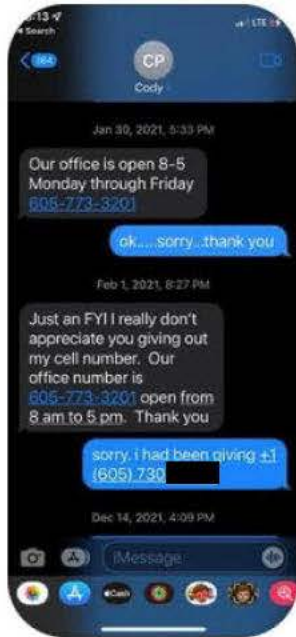 :13
LTE
Search
CP
Cody
Jan 30, 2021, 5:33 PM
Our office is open 8-5
Monday through Friday
605-773-3201
ok.....sorry...thank you
Feb 1, 2021, 8:27 PM
Just an FYI I really don't
appreciate you giving out
my cell number. Our
office number is
605-773-3201 open from
8 am to 5 pm. Thank you
sorry. i had been giving +1
(605) 730
Dec 14, 2021, 4:09 PM
iMessage
Cash